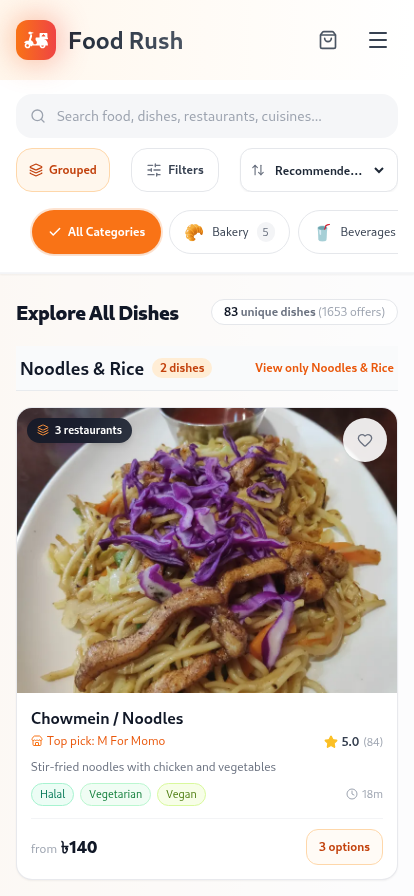 Food Rush
Search food, dishes, restaurants, cuisines...
Grouped
Filters
Recommende...
All Categories
Bakery 5
Beverages
Explore All Dishes
83 unique dishes (1653 offers)
Noodles & Rice 2 dishes
View only Noodles & Rice
3 restaurants
Chowmein / Noodles
Top pick: M For Momo
5.0 (84)
Stir-fried noodles with chicken and vegetables
Halal Vegetarian Vegan
18m
from ৳140
3 options